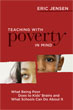 ERIC JENSEN
TEACHING WITH
POVERTY
IN MIND
What Being Poor
Does to Kids' Brains and
What Schools Can Do About It